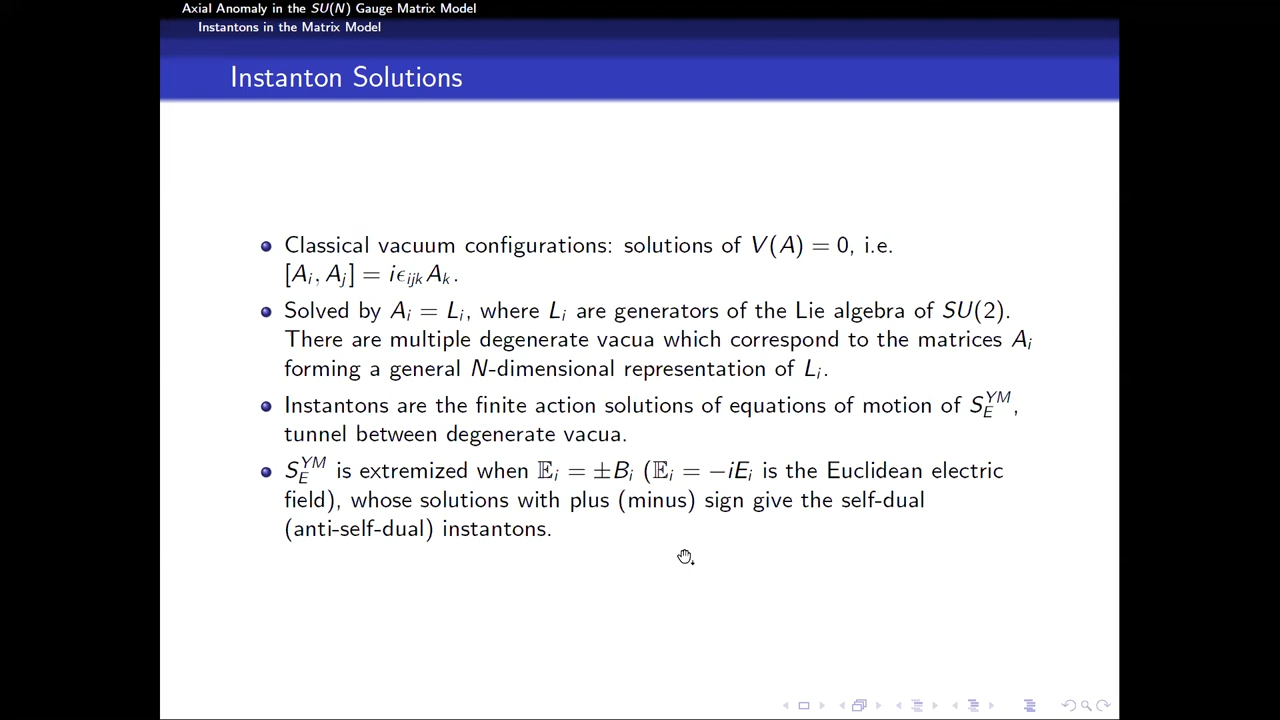 Axial Anomaly in the SU(N) Gauge Matrix Model
Instantons in the Matrix Model
Instanton Solutions
Classical vacuum configurations: solutions of V(A) = 0, i.e.
[A_i, A_j] = iϵ_{ijk}A_k.
Solved by A_i = L_i, where L_i are generators of the Lie algebra of SU(2).
There are multiple degenerate vacua which correspond to the matrices A_i
forming a general N-dimensional representation of L_i.
Instantons are the finite action solutions of equations of motion of S_E^{YM},
tunnel between degenerate vacua.
S_E^{YM} is extremized when 𝔼_i = ±B_i (𝔼_i = −iE_i is the Euclidean electric
field), whose solutions with plus (minus) sign give the self-dual
(anti-self-dual) instantons.